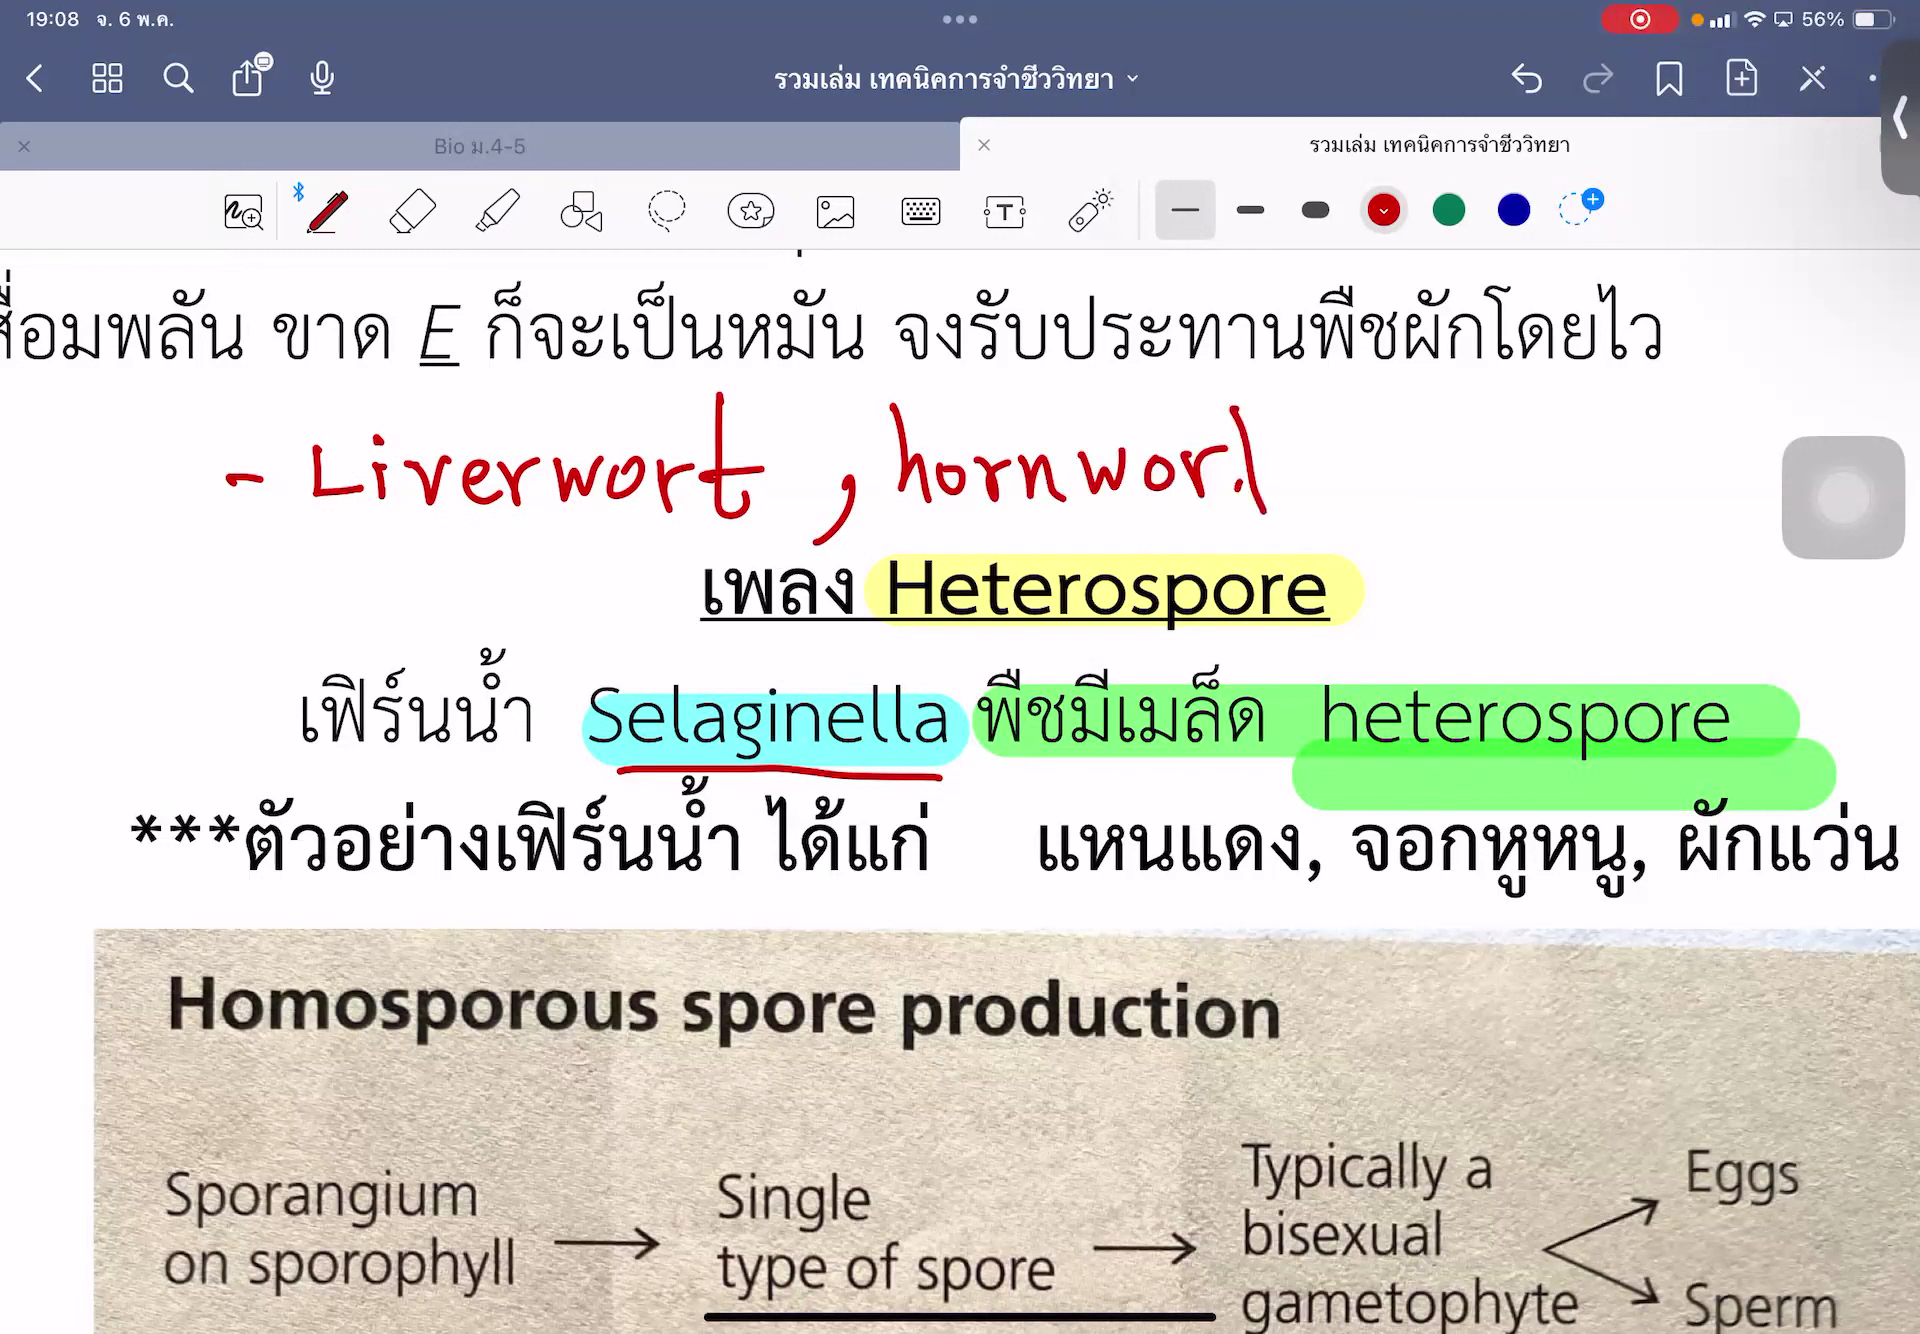 19:08 จ. 6 พ.ค. 56%
รวมเล่ม เทคนิคการจำชีววิทยา
Bio ม.4-5 รวมเล่ม เทคนิคการจำชีววิทยา
สื่อมพลัน ขาด E ก็จะเป็นหมัน จงรับประทานพืชผักโดยไว
- Liverwort , hornwor
เพลง Heterospore
เฟิร์นน้ำ Selaginella พืชมีเมล็ด heterospore
***ตัวอย่างเฟิร์นน้ำ ได้แก่ แหนแดง, จอกหูหนู, ผักแว่น
Homosporous spore production
Sporangium on sporophyll
Single type of spore
Typically a bisexual gametophyte
Eggs
Sperm